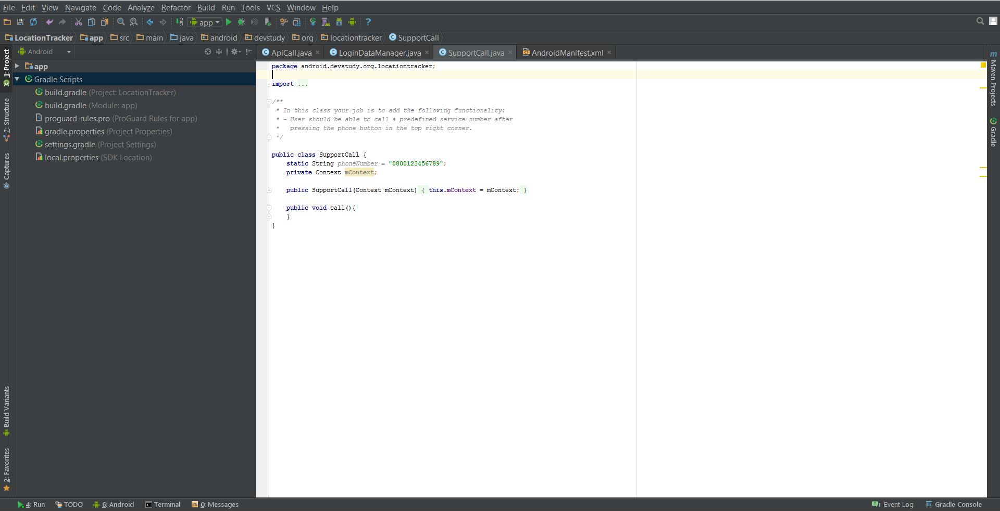 File Edit View Navigate Code Analyze Refactor Build Run Tools VCS Window Help
app
LocationTracker app src main java android devstudy org locationtracker SupportCall
1: Project
7: Structure
Captures
Build Variants
2: Favorites
Android
app
Gradle Scripts
build.gradle (Project: LocationTracker)
build.gradle (Module: app)
proguard-rules.pro (ProGuard Rules for app)
gradle.properties (Project Properties)
settings.gradle (Project Settings)
local.properties (SDK Location)
ApiCall.java LoginDataManager.java SupportCall.java AndroidManifest.xml
package android.devstudy.org.locationtracker;
import ...
/**
* In this class your job is to add the following functionality:
* - User should be able to call a predefined service number after
* pressing the phone button in the top right corner.
*/
public class SupportCall {
static String phoneNumber = "0800123456789";
private Context mContext;
public SupportCall(Context mContext) { this.mContext = mContext; }
public void call(){
}
}
Maven Projects
Gradle
4: Run TODO 6: Android Terminal 0: Messages
1 Event Log Gradle Console